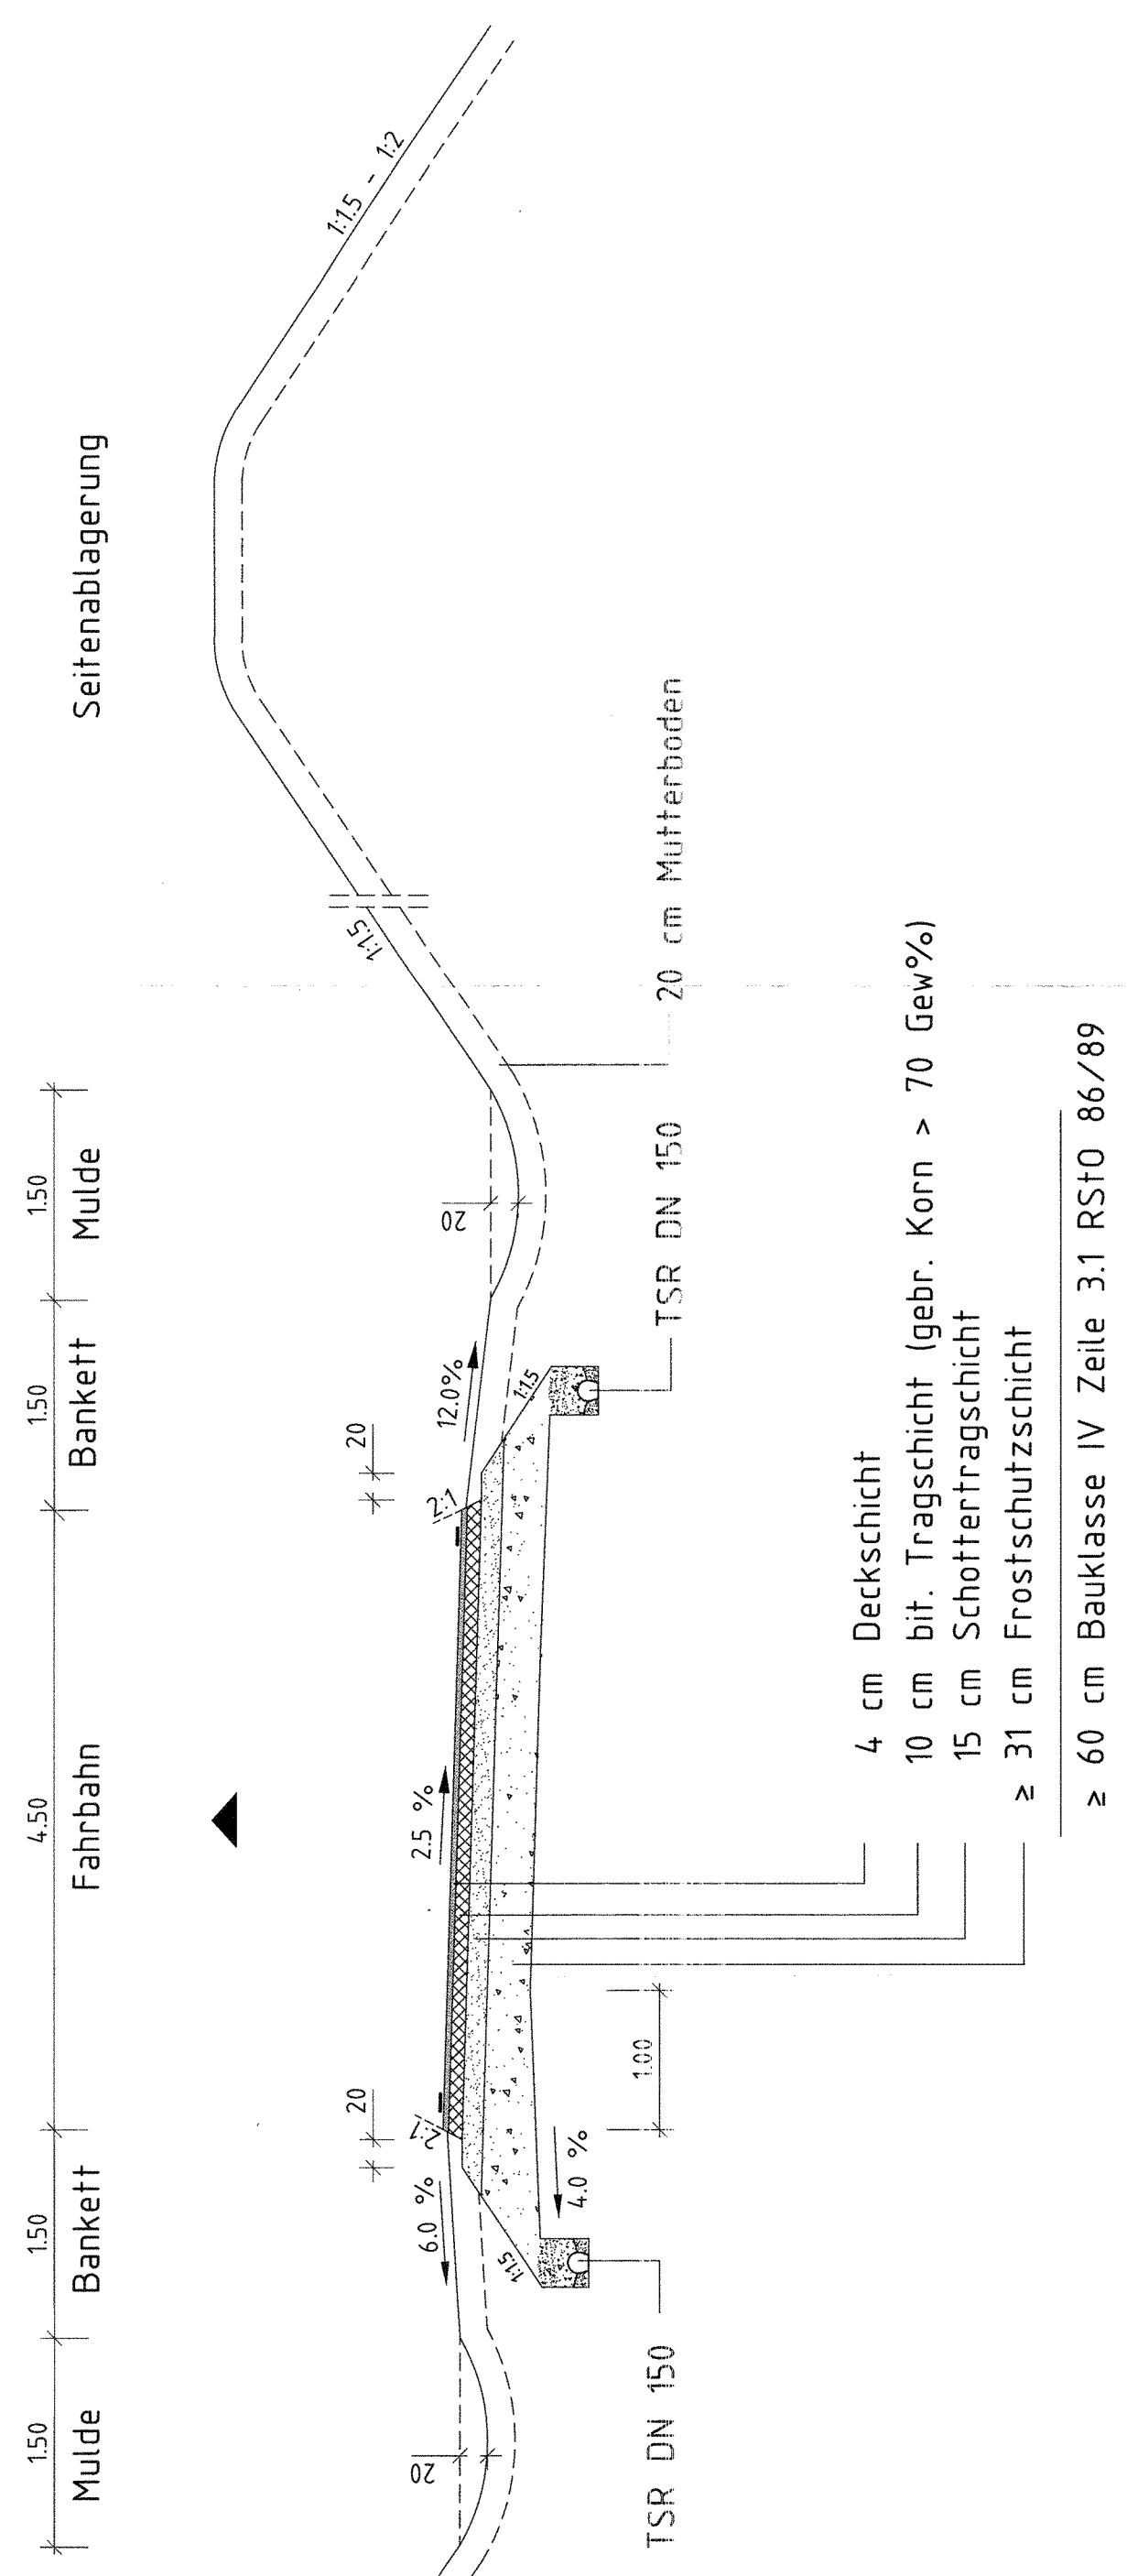 Seitenablagerung
1.50
1.50
4.50
1.50
1.50
Mulde
Bankett
Fahrbahn
Bankett
Mulde
1:1.5 - 1:2
1:1.5
20
20
20
20
2:1
2:1
6.0 %
2.5 %
12.0%
1:1.5
1:1.5
4.0 %
1.00
TSR DN 150
TSR DN 150
20 cm Mutterboden
4 cm Deckschicht
10 cm bit. Tragschicht (gebr. Korn > 70 Gew%)
15 cm Schottertragschicht
≥ 31 cm Frostschutzschicht
≥ 60 cm Bauklasse IV Zeile 3.1 RStO 86/89